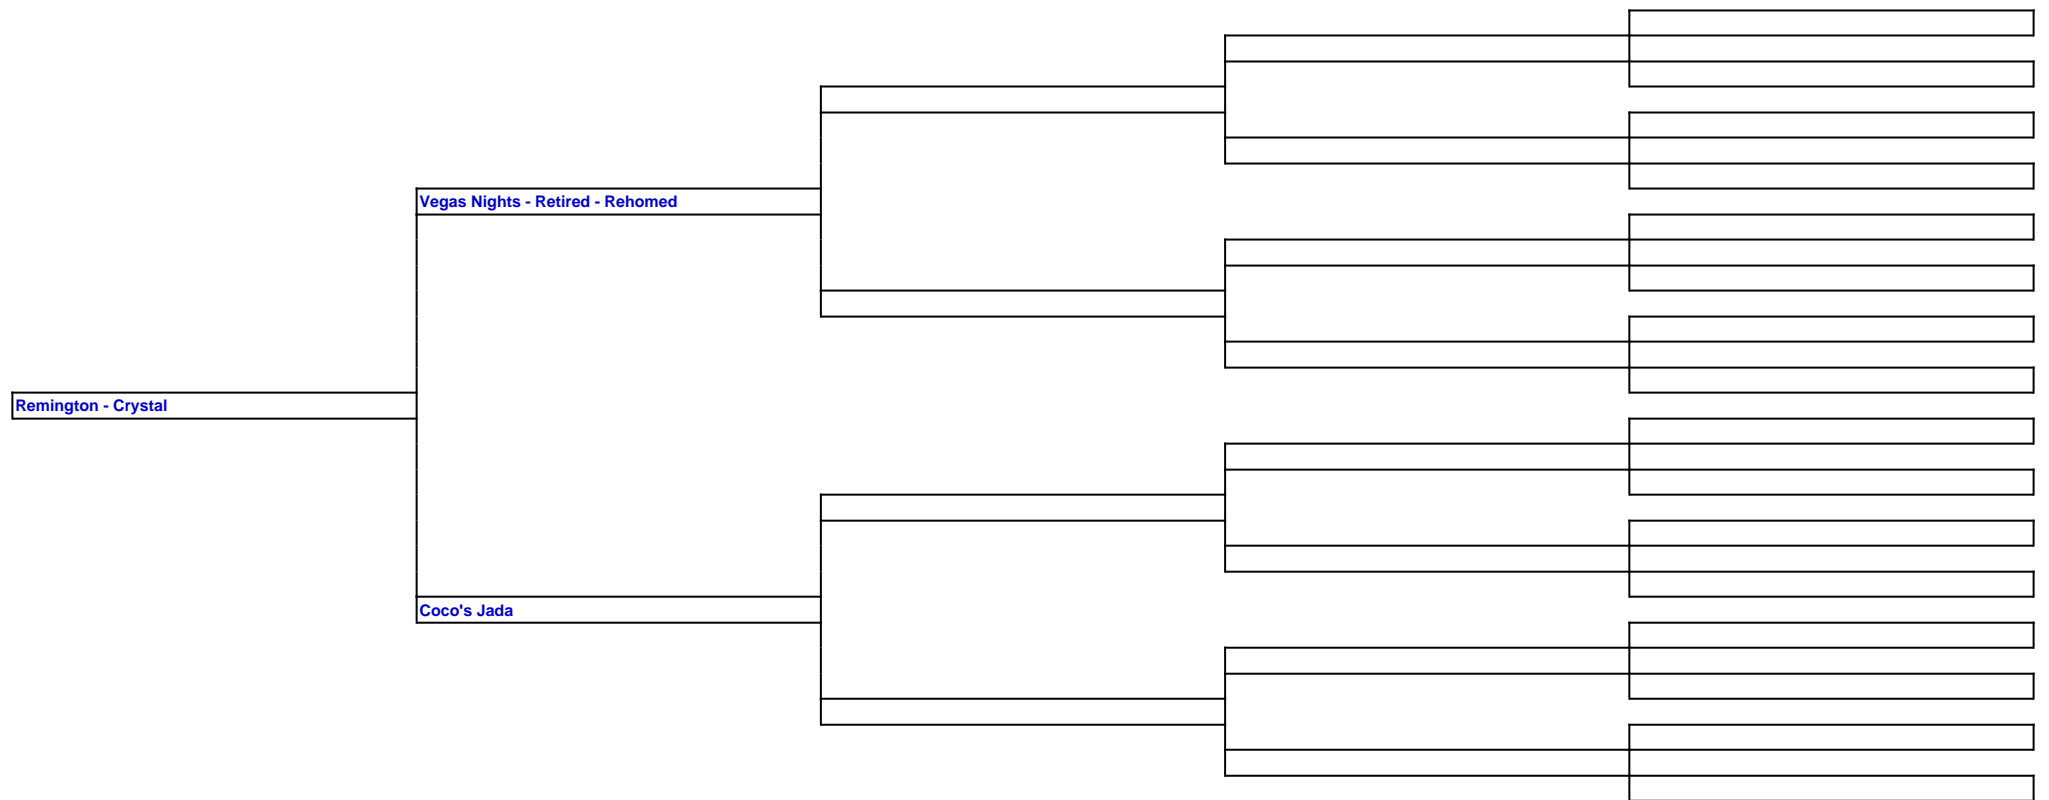 Vegas Nights - Retired - Rehomed
Remington - Crystal
Coco's Jada